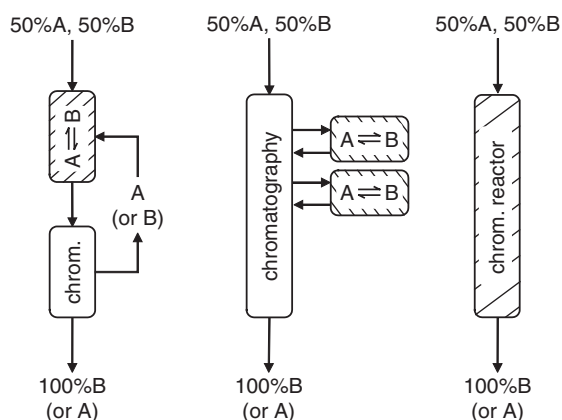 50%A, 50%B
A ⇌ B
A
(or B)
chrom.
100%B
(or A)
50%A, 50%B
chromatography
A ⇌ B
A ⇌ B
100%B
(or A)
50%A, 50%B
chrom. reactor
100%B
(or A)